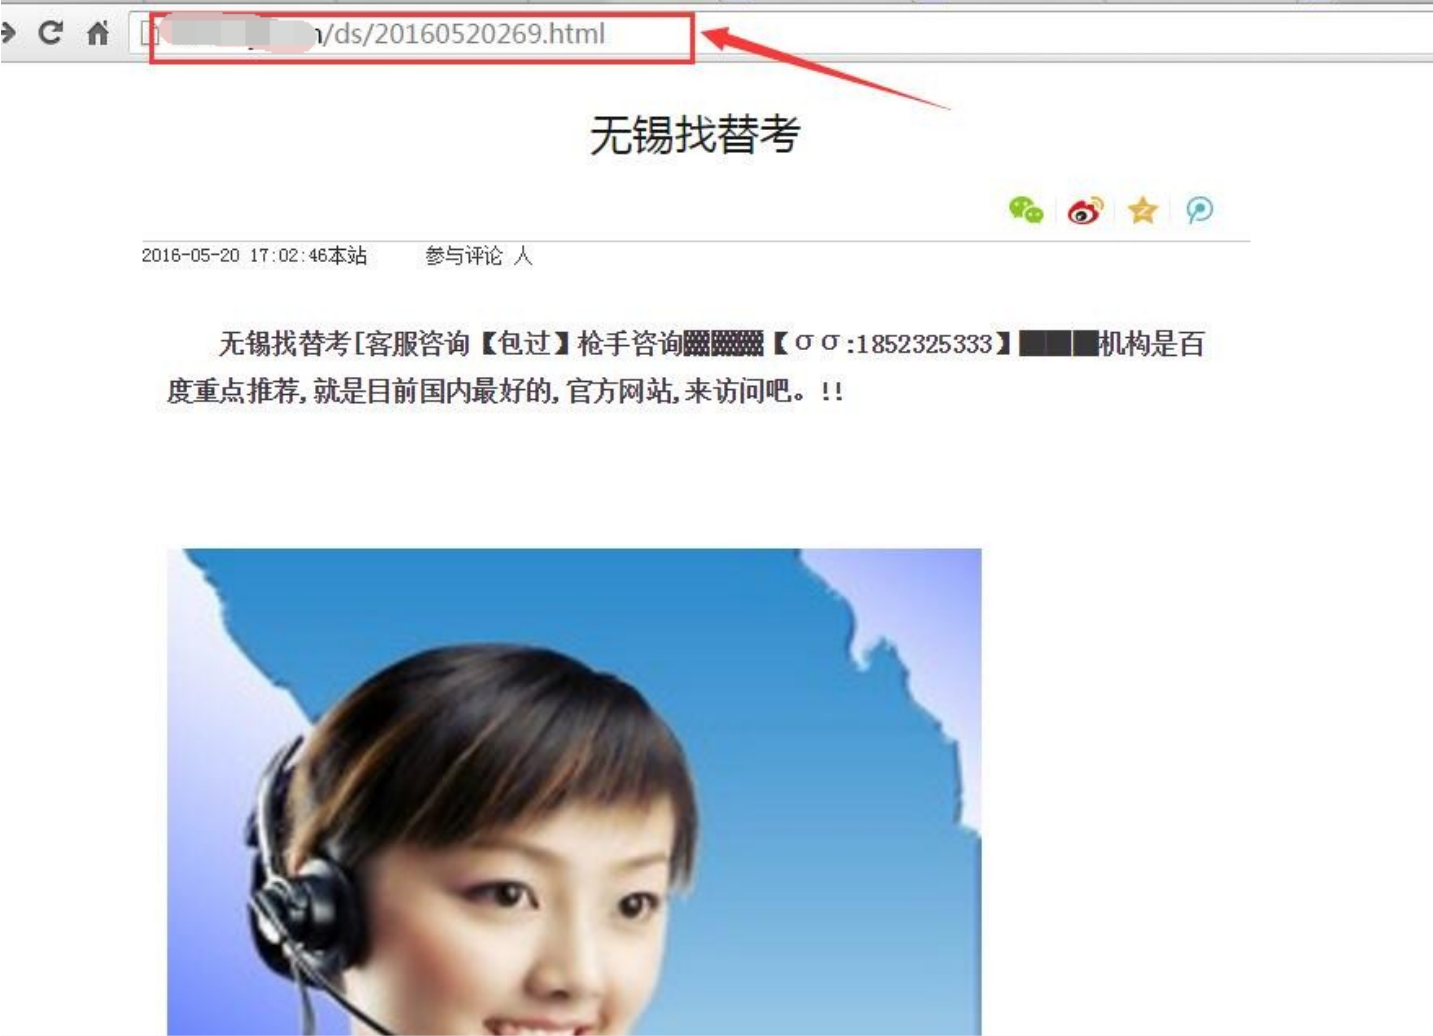 /ds/20160520269.html
无锡找替考
2016-05-20 17:02:46本站 参与评论 人
无锡找替考[客服咨询【包过】枪手咨询▓▓▓【σσ:1852325333】███机构是百
度重点推荐,就是目前国内最好的,官方网站,来访问吧。!!